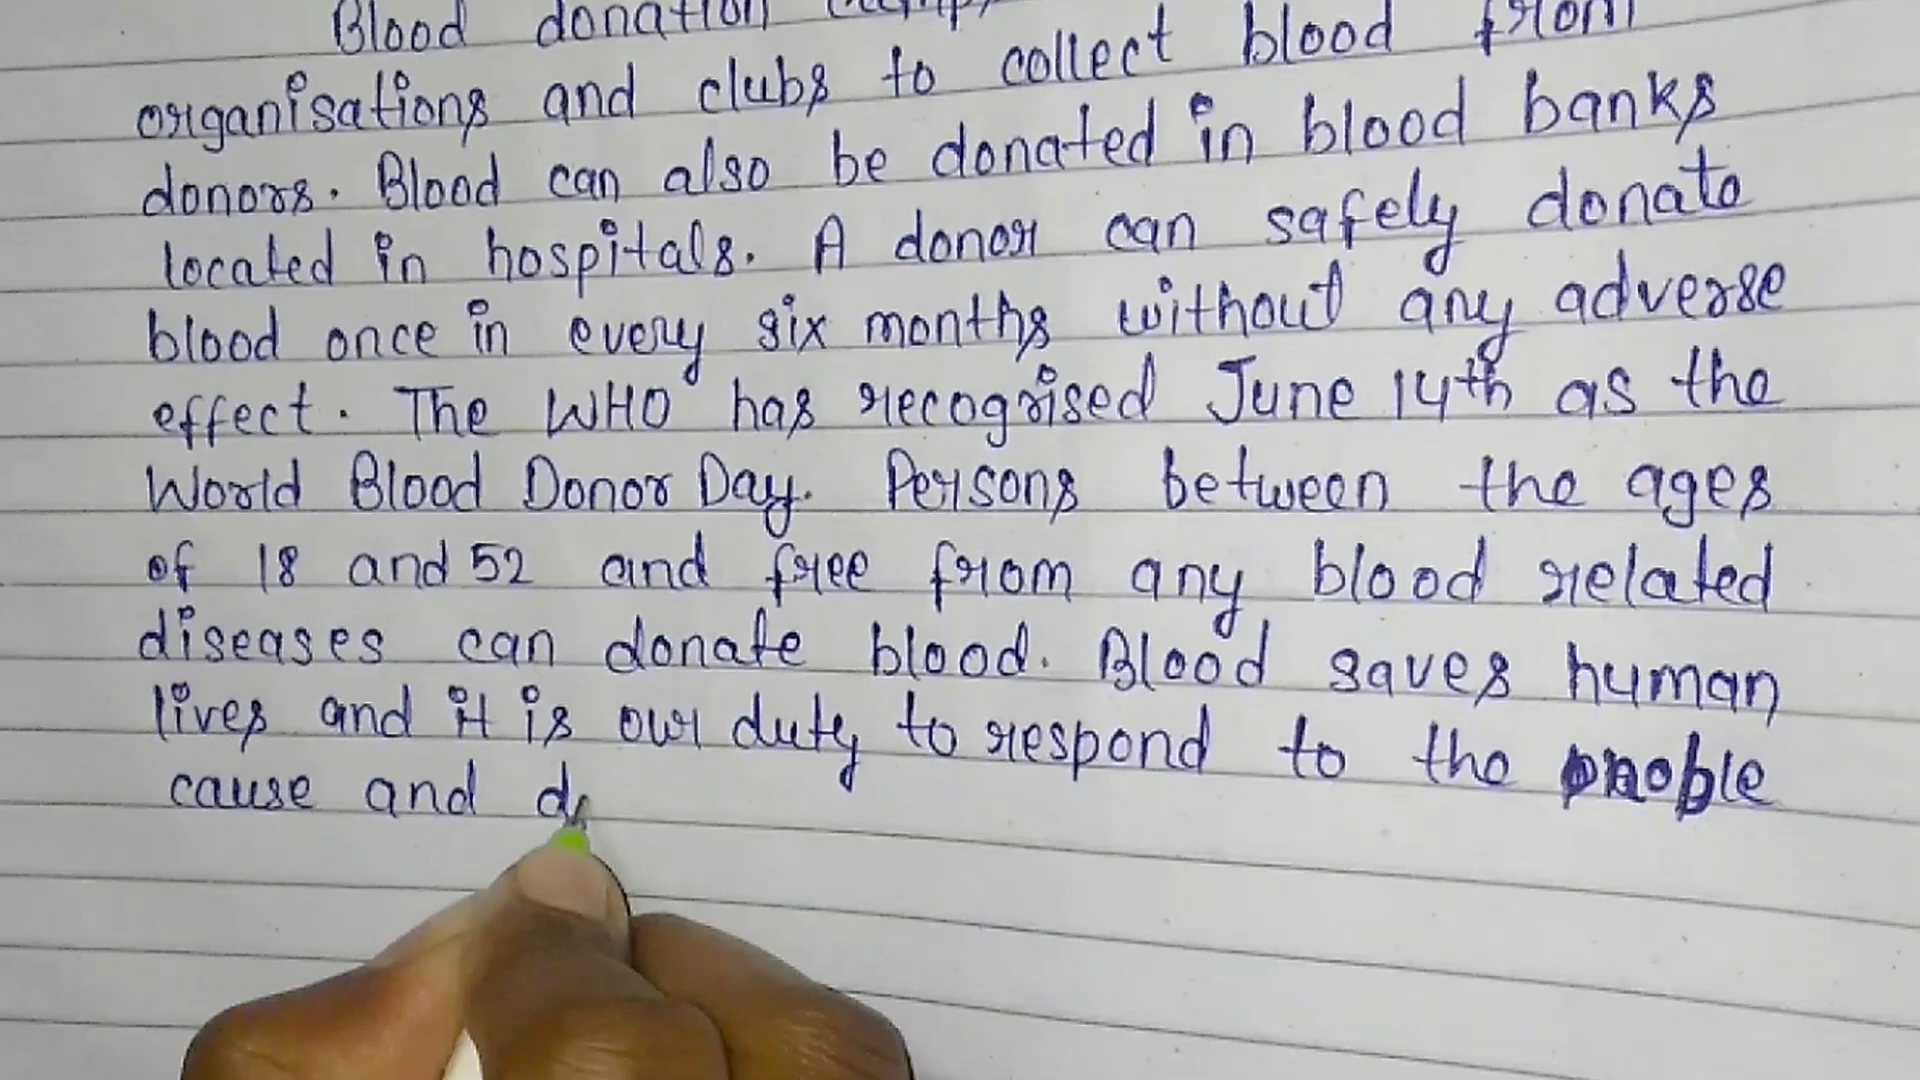 Blood donation camp
organisations and clubs to collect blood from
donors. Blood can also be donated in blood banks
located in hospitals. A donor can safely donate
blood once in every six months without any adverse
effect. The WHO has recognised June 14th as the
World Blood Donor Day. Persons between the ages
of 18 and 52 and free from any blood related
diseases can donate blood. Blood saves human
lives and it is our duty to respond to the noble
cause and do